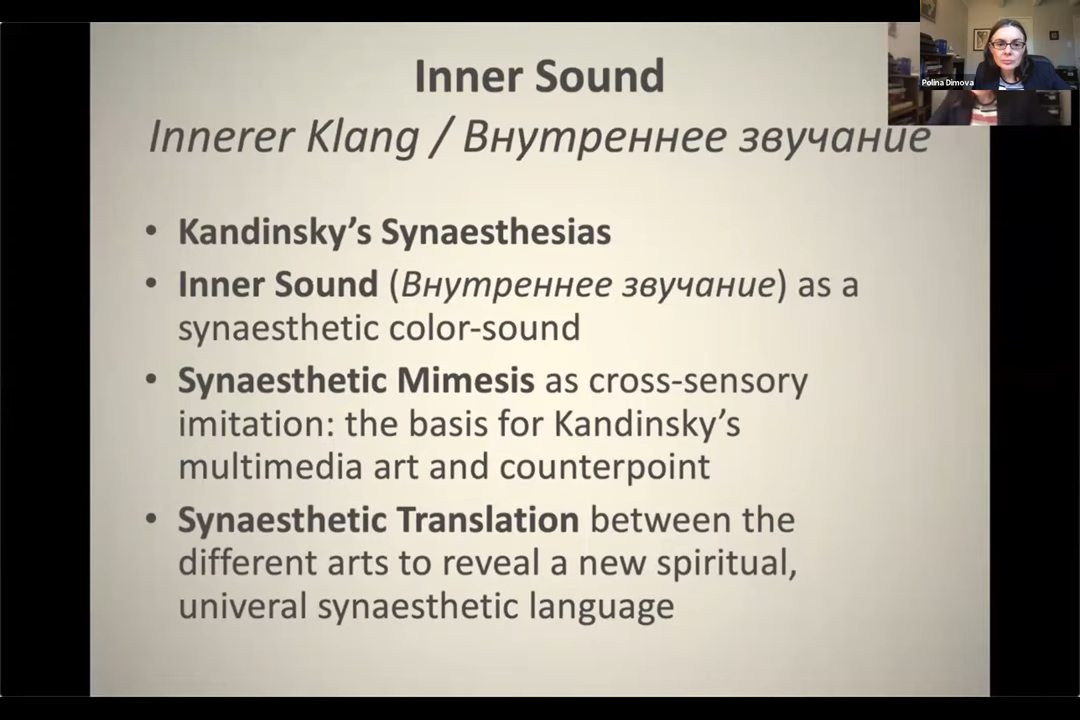 Inner Sound
Innerer Klang / Внутреннее звучание
• Kandinsky’s Synaesthesias
• Inner Sound (Внутреннее звучание) as a
synaesthetic color-sound
• Synaesthetic Mimesis as cross-sensory
imitation: the basis for Kandinsky’s
multimedia art and counterpoint
• Synaesthetic Translation between the
different arts to reveal a new spiritual,
univeral synaesthetic language
Polina Dimova